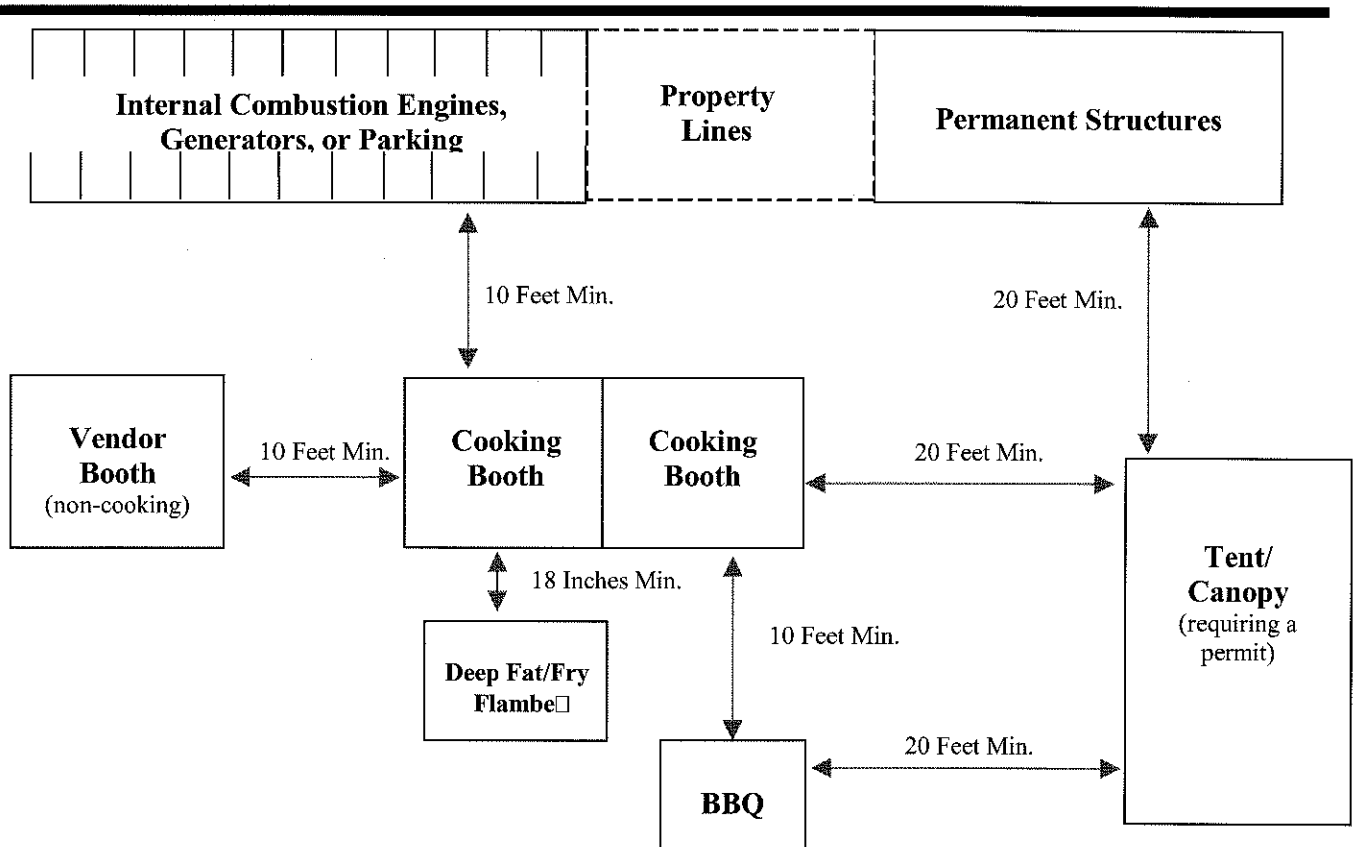 Internal Combustion Engines,
Generators, or Parking
Property
Lines
Permanent Structures
10 Feet Min.
20 Feet Min.
Vendor
Booth
(non-cooking)
10 Feet Min.
Cooking
Booth
Cooking
Booth
20 Feet Min.
Tent/
Canopy
(requiring a
permit)
18 Inches Min.
10 Feet Min.
Deep Fat/Fry
Flambe□
20 Feet Min.
BBQ